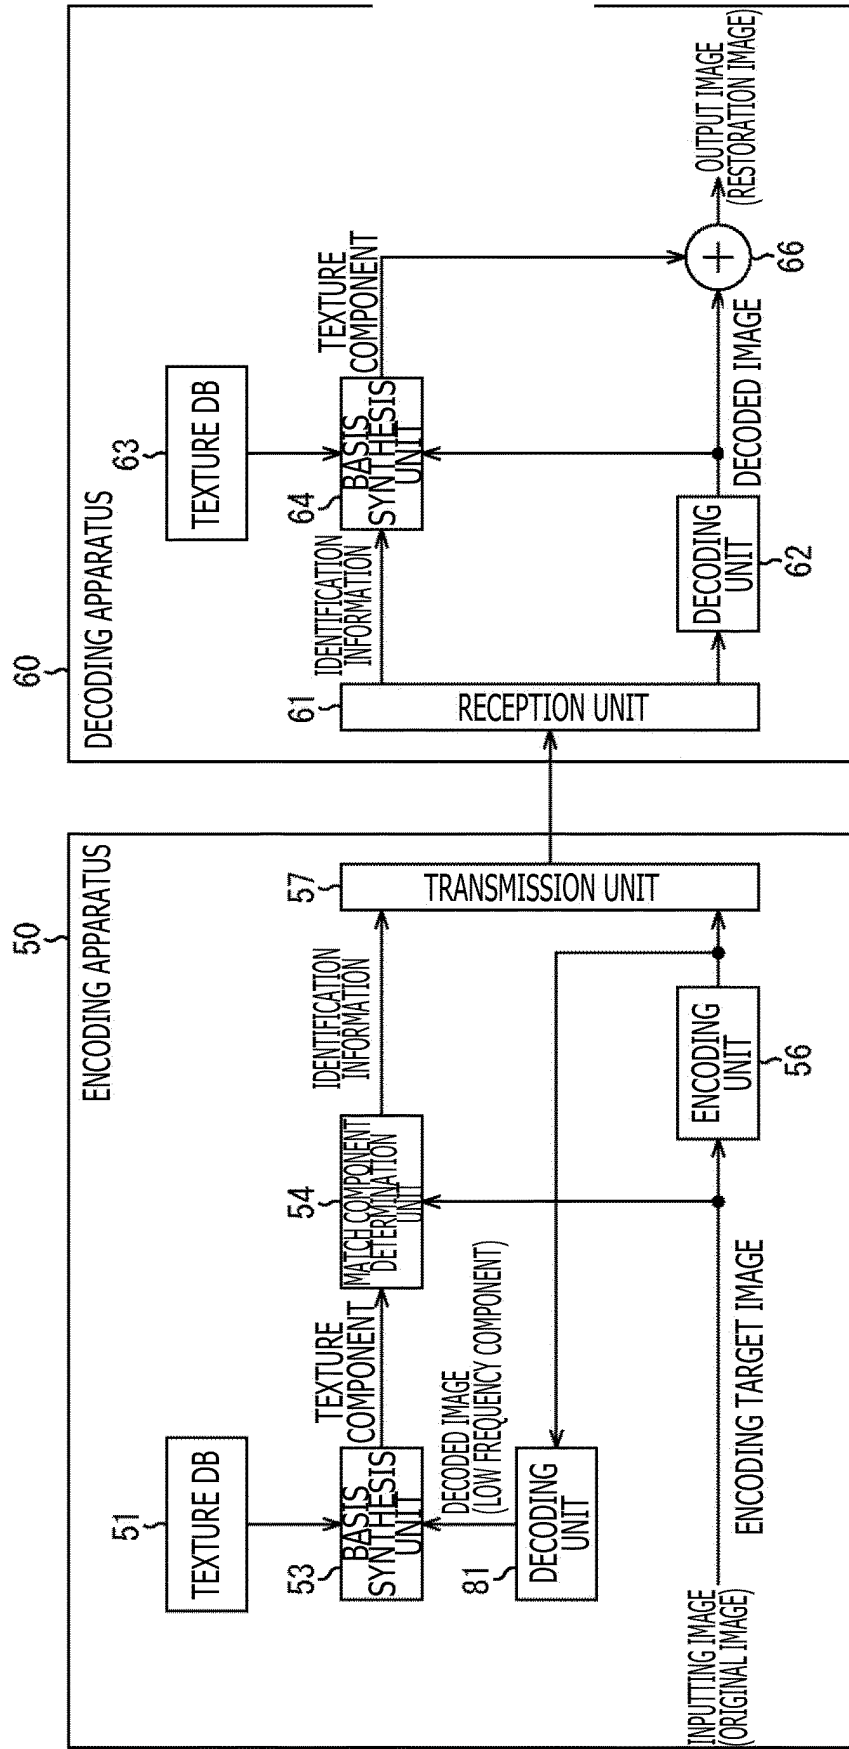 50
ENCODING APPARATUS
51
TEXTURE DB
53
BASIS
SYNTHESIS
UNIT
TEXTURE
COMPONENT
54
MATCH COMPONENT
DETERMINATION
UNIT
IDENTIFICATION
INFORMATION
57
TRANSMISSION UNIT
81
DECODING
UNIT
DECODED IMAGE
(LOW FREQUENCY COMPONENT)
INPUTTING IMAGE
(ORIGINAL IMAGE)
ENCODING TARGET IMAGE
ENCODING
UNIT
56
60
DECODING APPARATUS
61
RECEPTION UNIT
IDENTIFICATION
INFORMATION
63
TEXTURE DB
64
BASIS
SYNTHESIS
UNIT
TEXTURE
COMPONENT
DECODING
UNIT
62
DECODED IMAGE
+
66
OUTPUT IMAGE
(RESTORATION IMAGE)